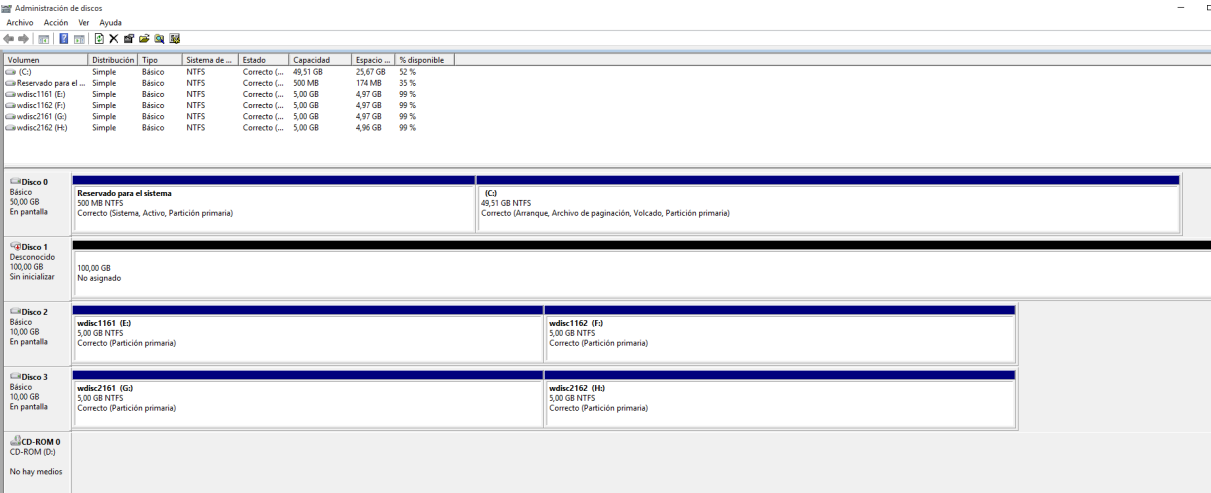 Administración de discos
Archivo Acción Ver Ayuda
Volumen Distribución Tipo Sistema de ... Estado Capacidad Espacio ... % disponible
(C:) Simple Básico NTFS Correcto (... 49,51 GB 25,67 GB 52 %
Reservado para el ... Simple Básico NTFS Correcto (... 500 MB 174 MB 35 %
wdisc1161 (E:) Simple Básico NTFS Correcto (... 5,00 GB 4,97 GB 99 %
wdisc1162 (F:) Simple Básico NTFS Correcto (... 5,00 GB 4,97 GB 99 %
wdisc2161 (G:) Simple Básico NTFS Correcto (... 5,00 GB 4,97 GB 99 %
wdisc2162 (H:) Simple Básico NTFS Correcto (... 5,00 GB 4,96 GB 99 %
Disco 0
Básico
50,00 GB
En pantalla
Reservado para el sistema
500 MB NTFS
Correcto (Sistema, Activo, Partición primaria)
(C:)
49,51 GB NTFS
Correcto (Arranque, Archivo de paginación, Volcado, Partición primaria)
Disco 1
Desconocido
100,00 GB
Sin inicializar
100,00 GB
No asignado
Disco 2
Básico
10,00 GB
En pantalla
wdisc1161 (E:)
5,00 GB NTFS
Correcto (Partición primaria)
wdisc1162 (F:)
5,00 GB NTFS
Correcto (Partición primaria)
Disco 3
Básico
10,00 GB
En pantalla
wdisc2161 (G:)
5,00 GB NTFS
Correcto (Partición primaria)
wdisc2162 (H:)
5,00 GB NTFS
Correcto (Partición primaria)
CD-ROM 0
CD-ROM (D:)
No hay medios